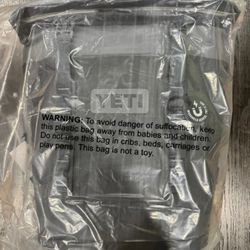 YETI
Warning: To avoid danger of suffocation, keep
this plastic bag away from babies and children.
Do not use this bag in cribs, beds, carriages or
play pens. This bag is not a toy.